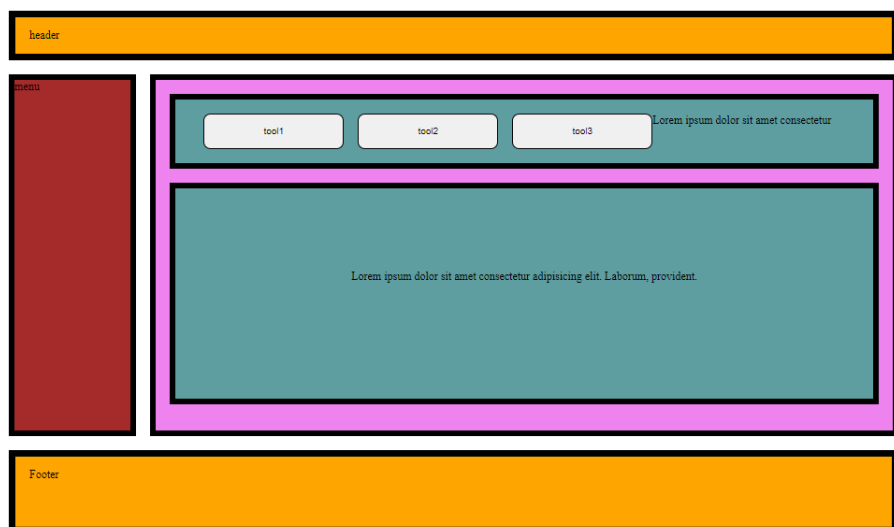 header
menu
tool1 tool2 tool3 Lorem ipsum dolor sit amet consectetur
Lorem ipsum dolor sit amet consectetur adipisicing elit. Laborum, provident.
Footer